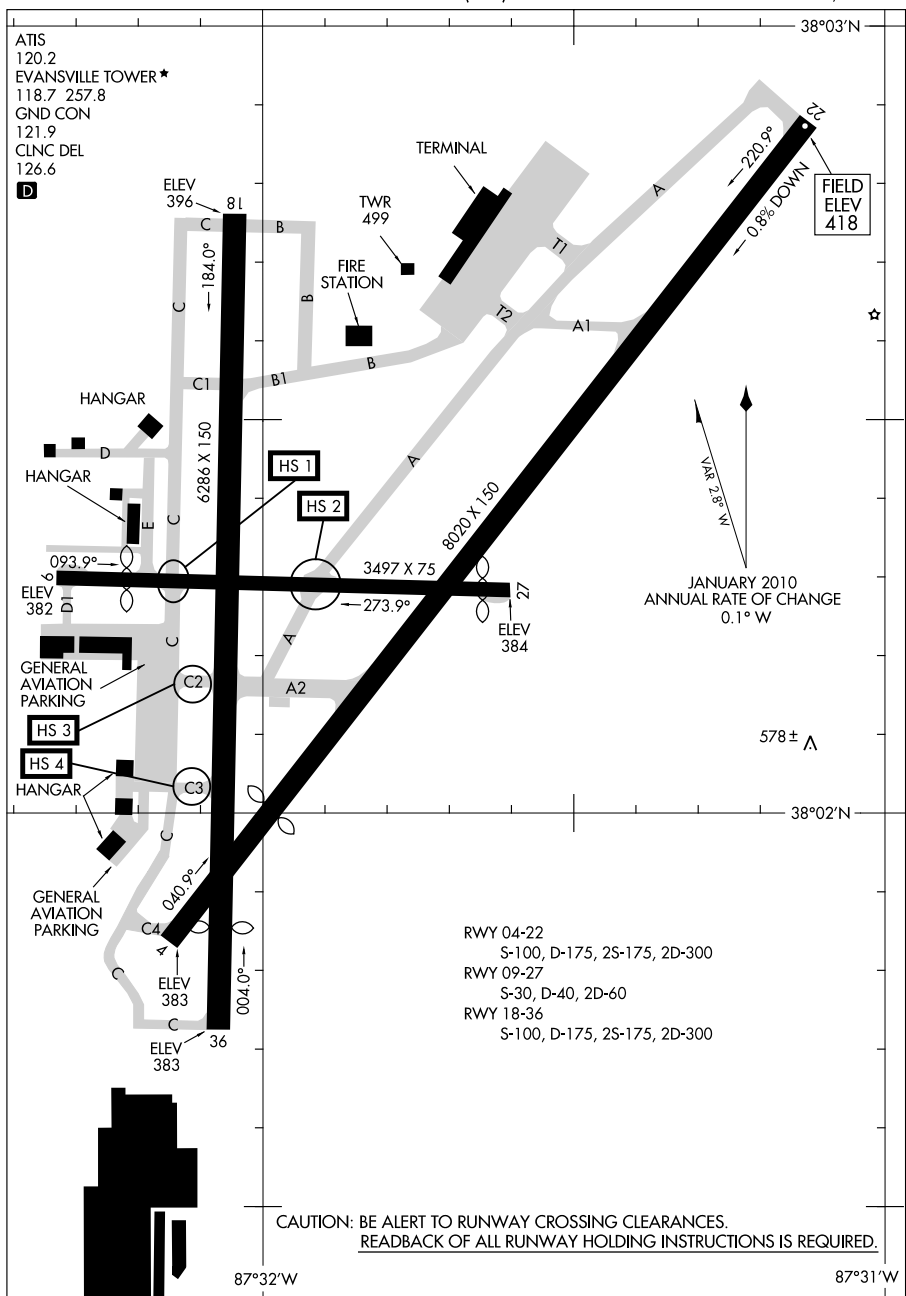 38°03'N
ATIS
120.2
EVANSVILLE TOWER★
118.7 257.8
GND CON
121.9
CLNC DEL
126.6
D
TERMINAL
22
220.9°
A
0.8% DOWN
FIELD
ELEV
418
ELEV
396
18
TWR
499
C
B
184.0°
T1
FIRE
STATION
C
B
T2
A1
B
C1
B1
HANGAR
6286 X 150
VAR 2.8° W
D
HS 1
A
HANGAR
HS 2
8020 X 150
E
C
093.9°
3497 X 75
9
27
JANUARY 2010
ANNUAL RATE OF CHANGE
0.1° W
ELEV
382
D1
273.9°
ELEV
384
C
A
GENERAL
AVIATION
PARKING
C2
A2
HS 3
578 ±
HS 4
HANGAR
C3
38°02'N
C
040.9°
GENERAL
AVIATION
PARKING
C4
4
RWY 04-22
S-100, D-175, 2S-175, 2D-300
RWY 09-27
S-30, D-40, 2D-60
RWY 18-36
S-100, D-175, 2S-175, 2D-300
C
ELEV
383
004.0°
C
36
ELEV
383
CAUTION: BE ALERT TO RUNWAY CROSSING CLEARANCES.
READBACK OF ALL RUNWAY HOLDING INSTRUCTIONS IS REQUIRED.
87°32'W
87°31'W